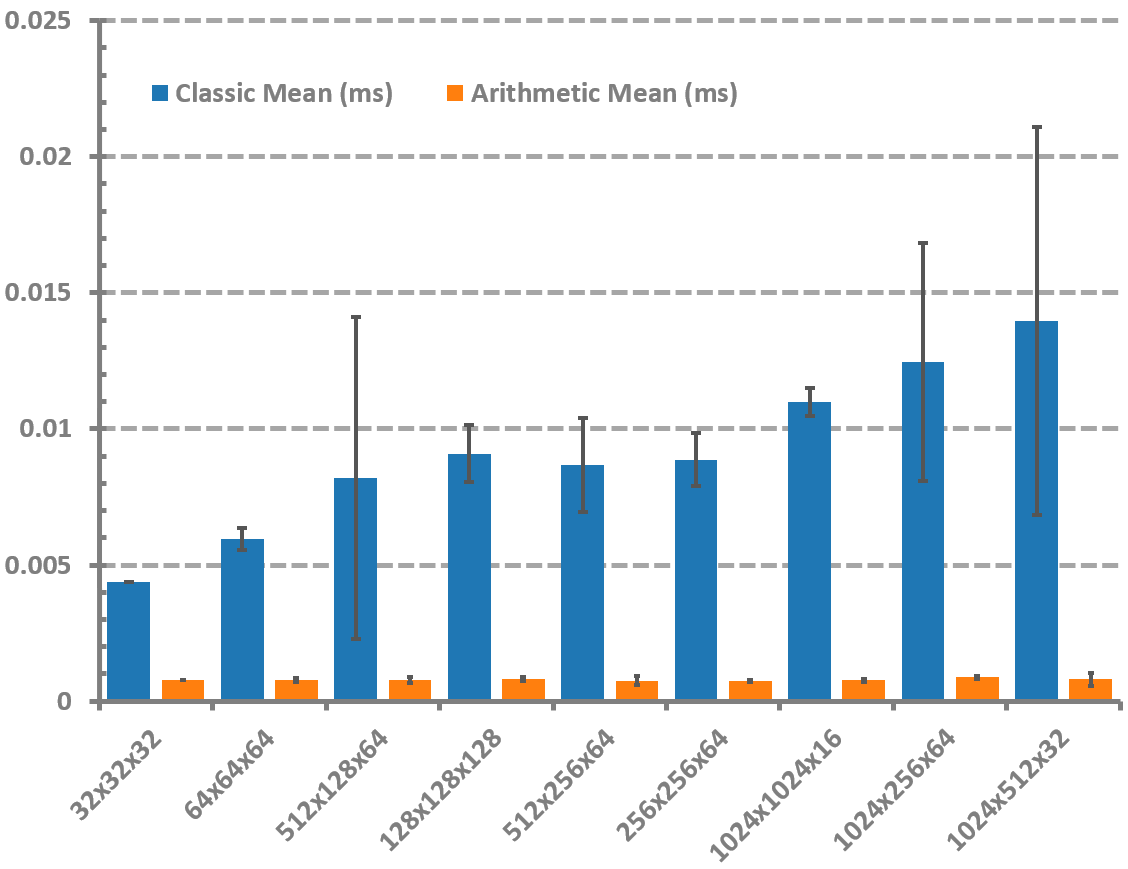 0.025
Classic Mean (ms) Arithmetic Mean (ms)
0.02
0.015
0.01
0.005
0
32x32x32
64x64x64
512x128x64
128x128x128
512x256x64
256x256x64
1024x1024x16
1024x256x64
1024x512x32